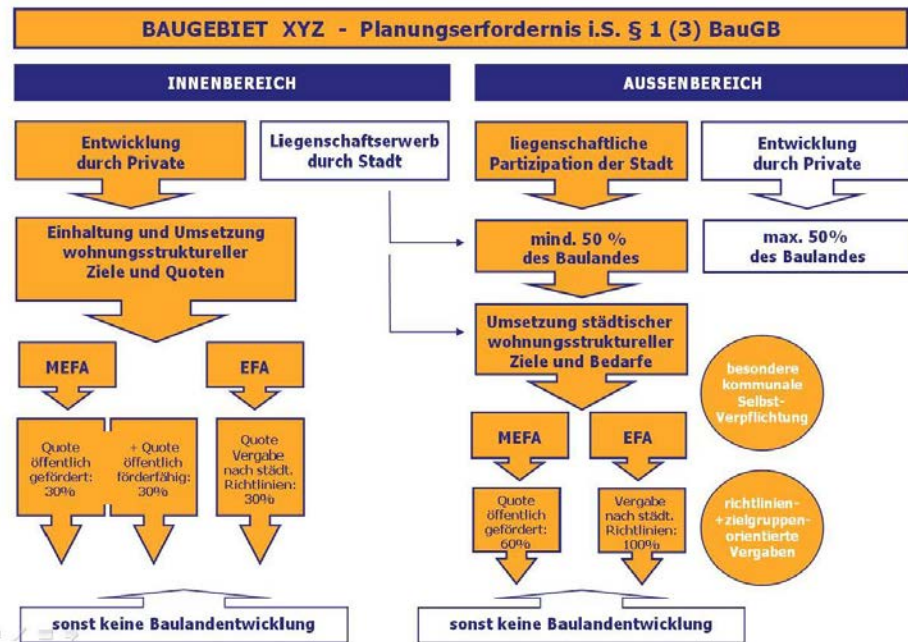 BAUGEBIET XYZ - Planungserfordernis i.S. § 1 (3) BauGB
INNENBEREICH
Entwicklung
durch Private
Liegenschaftserwerb
durch Stadt
Einhaltung und Umsetzung
wohnungsstruktureller
Ziele und Quoten
MEFA
EFA
Quote
öffentlich
gefördert:
30%
+ Quote
öffentlich
förderfähig:
30%
Quote
Vergabe
nach städt.
Richtlinien:
30%
sonst keine Baulandentwicklung
AUSSENBEREICH
liegenschaftliche
Partizipation der Stadt
Entwicklung
durch Private
mind. 50 %
des Baulandes
max. 50%
des Baulandes
Umsetzung städtischer
wohnungsstruktureller
Ziele und Bedarfe
besondere
kommunale
Selbst-
Verpflichtung
MEFA
EFA
Quote
öffentlich
gefördert:
60%
Vergabe
nach städt.
Richtlinien:
100%
richtlinien-
+zielgruppen-
orientierte
Vergaben
sonst keine Baulandentwicklung